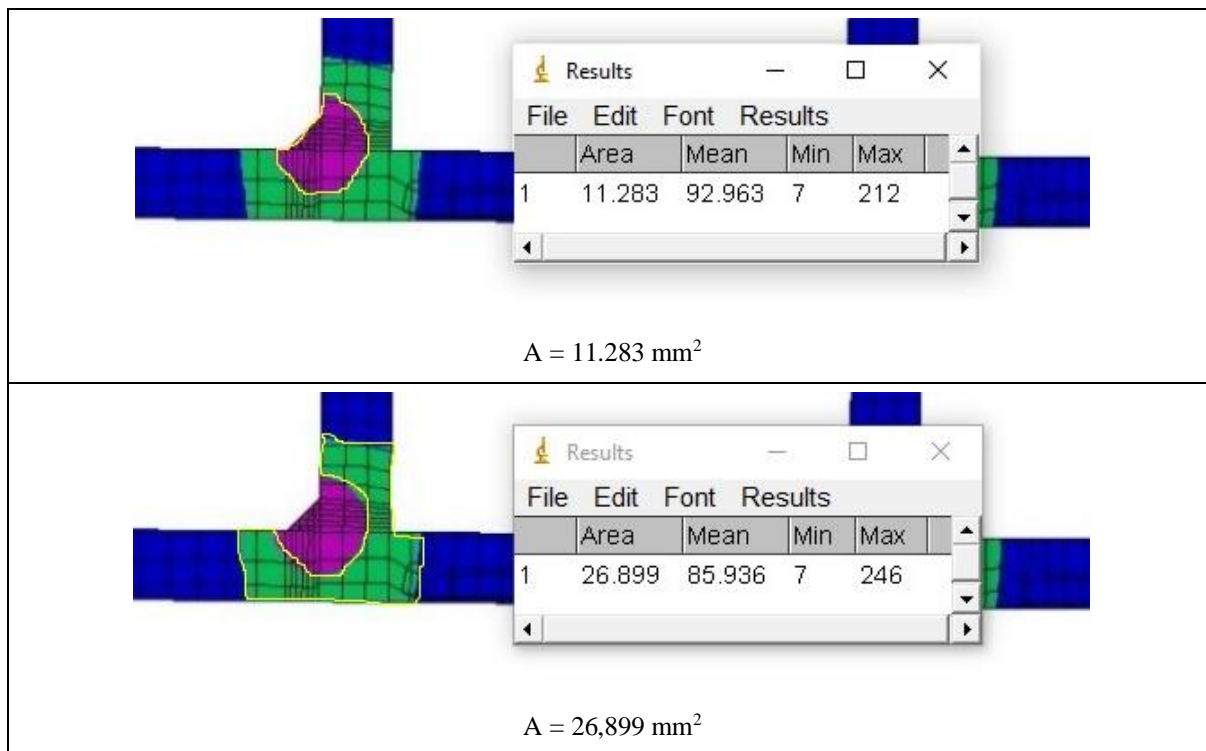 Results
File Edit Font Results
Area Mean Min Max
1 11.283 92.963 7 212
A = 11.283 mm²
Results
File Edit Font Results
Area Mean Min Max
1 26.899 85.936 7 246
A = 26,899 mm²